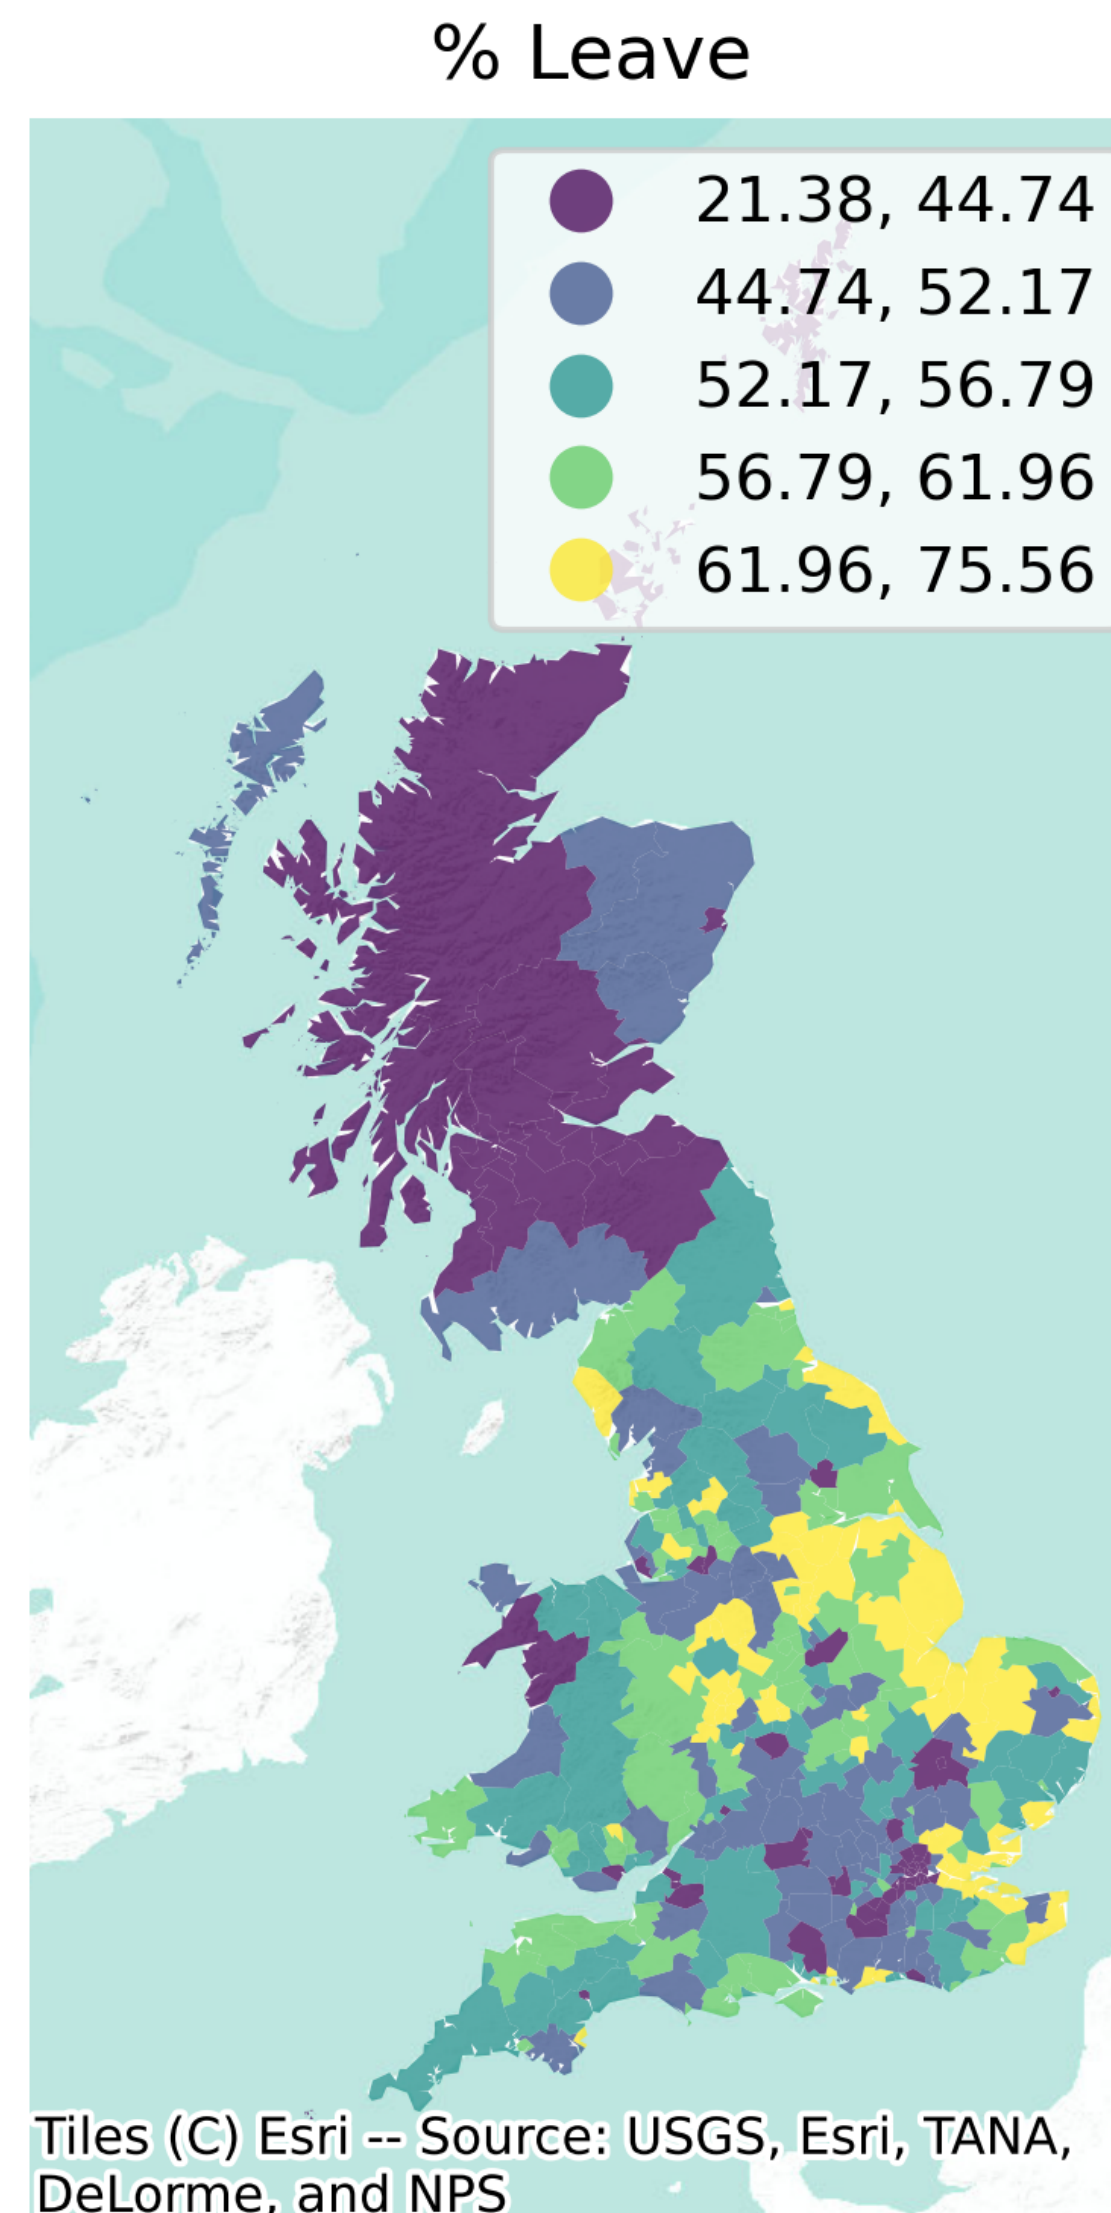 % Leave
21.38, 44.74
44.74, 52.17
52.17, 56.79
56.79, 61.96
61.96, 75.56
Tiles (C) Esri -- Source: USGS, Esri, TANA,
DeLorme, and NPS